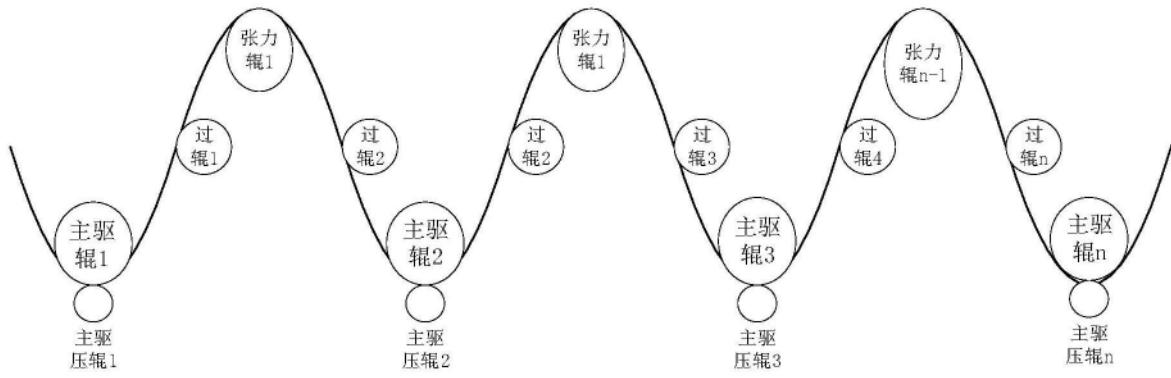 张力
辊1
张力
辊1
张力
辊n-1
过
辊1
过
辊2
过
辊2
过
辊3
过
辊4
过
辊n
主驱
辊1
主驱
辊2
主驱
辊3
主驱
辊n
主驱
压辊1
主驱
压辊2
主驱
压辊3
主驱
压辊n